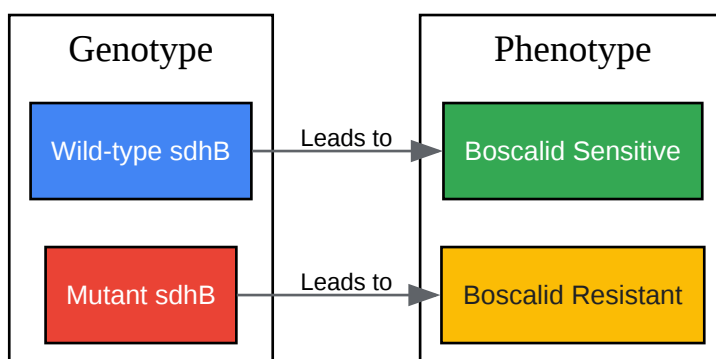 Genotype
Phenotype
Wild-type sdhB
Leads to
Boscalid Sensitive
Mutant sdhB
Leads to
Boscalid Resistant